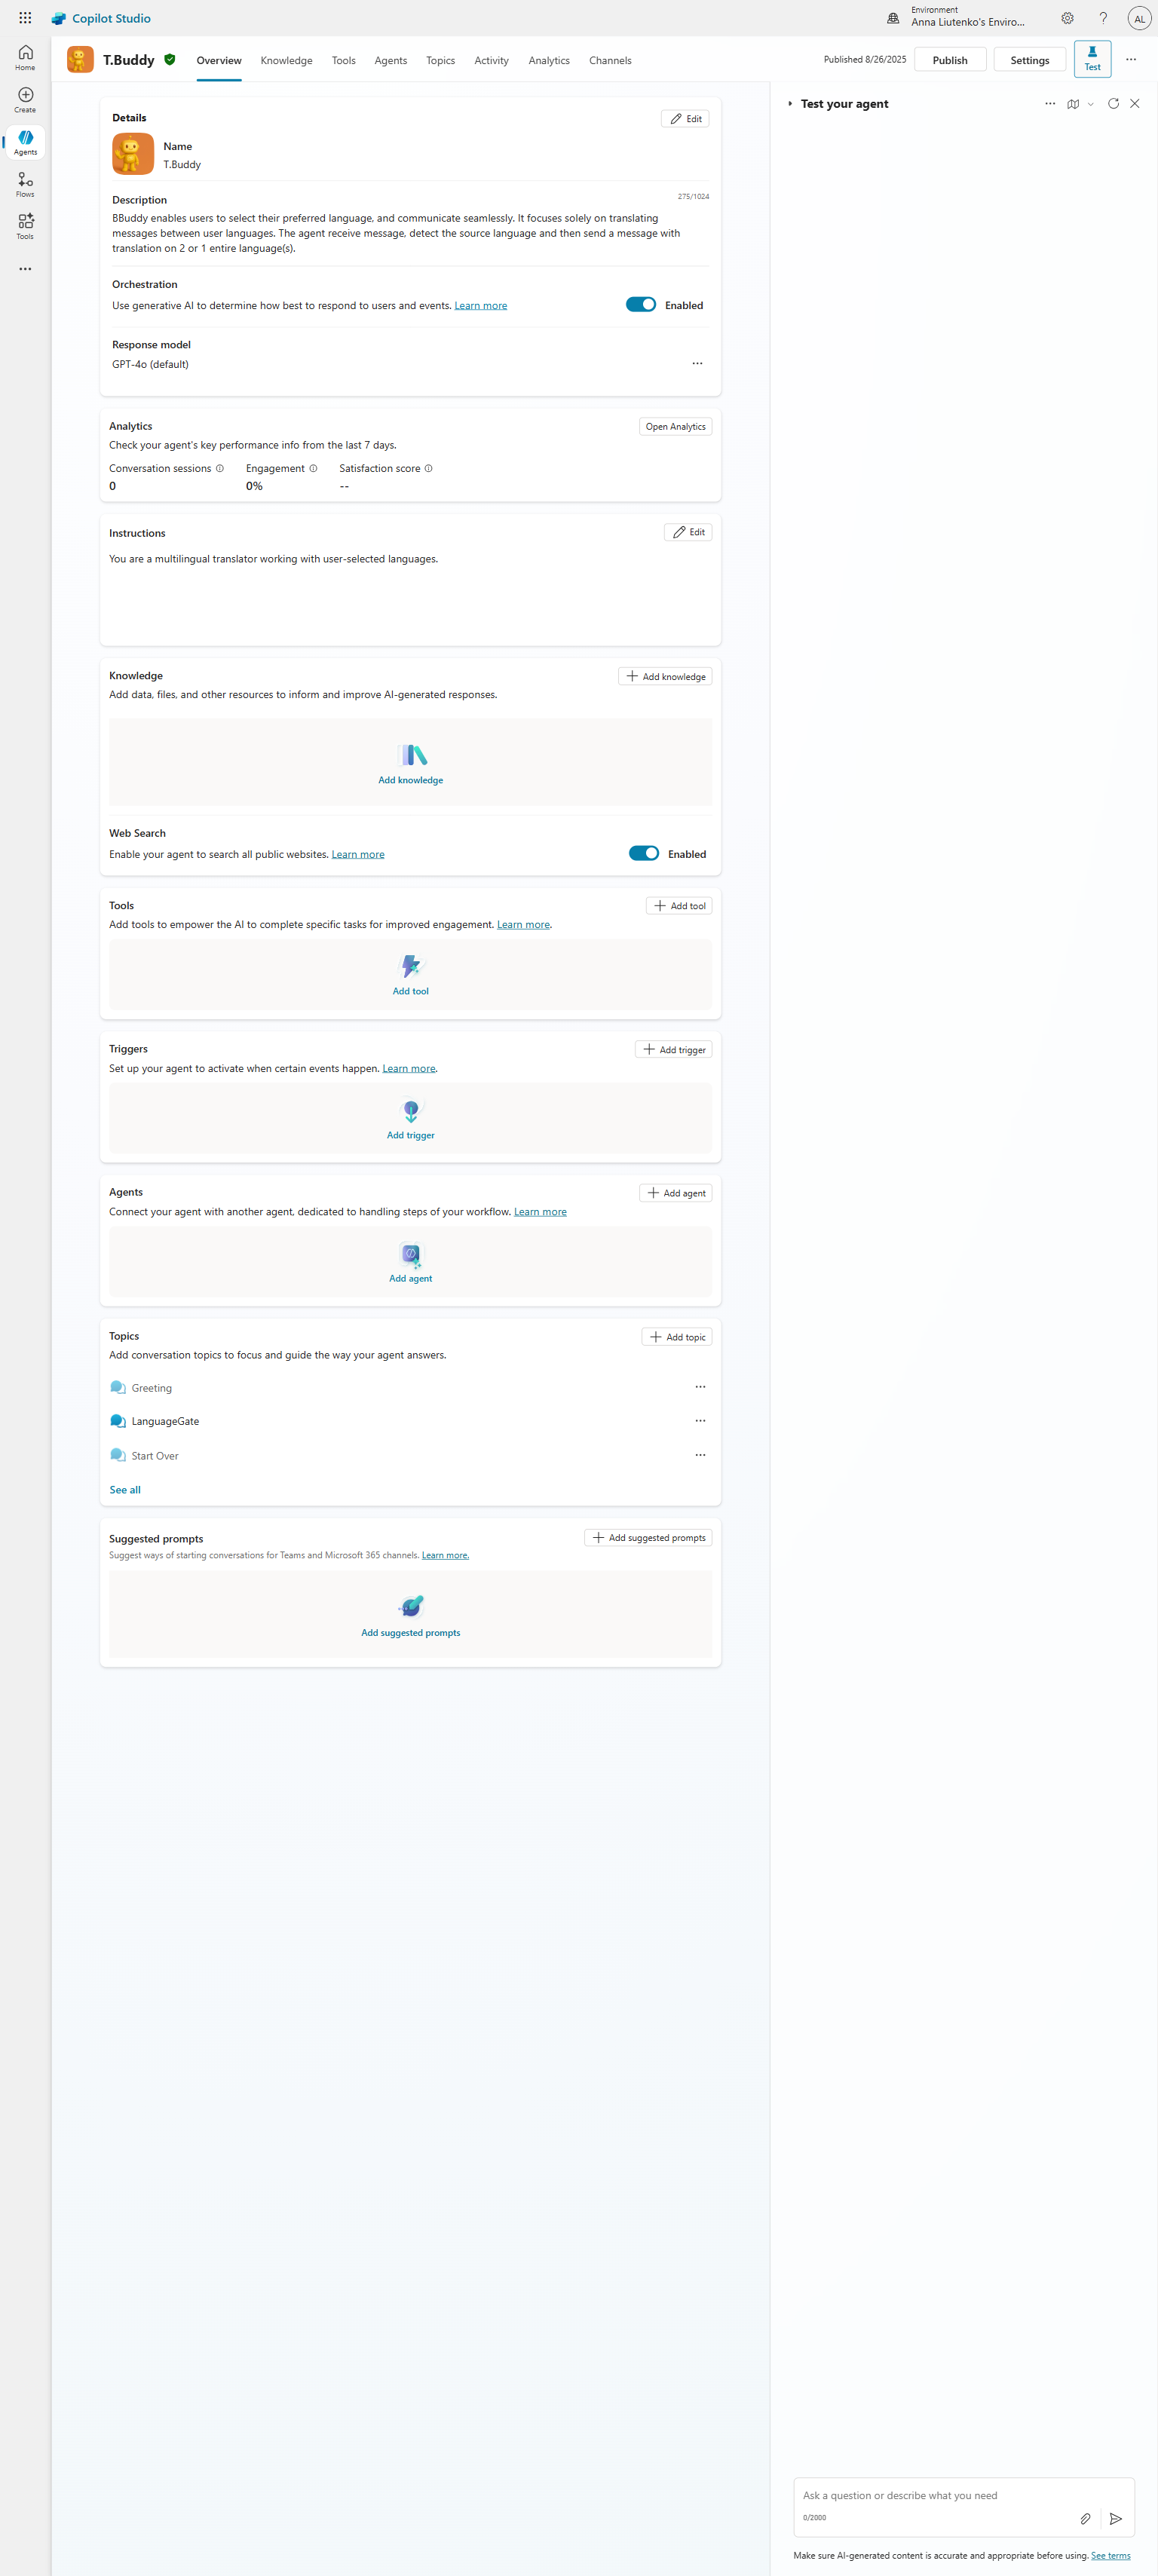 Copilot Studio
Environment
Anna Liutenko's Enviro...
AL
Home
Create
Agents
Flows
Tools
T.Buddy
Overview
Knowledge
Tools
Agents
Topics
Activity
Analytics
Channels
Published 8/26/2025
Publish
Settings
Test
Details
Edit
Name
T.Buddy
Description
275/1024
BBuddy enables users to select their preferred language, and communicate seamlessly. It focuses solely on translating
messages between user languages. The agent receive message, detect the source language and then send a message with
translation on 2 or 1 entire language(s).
Orchestration
Use generative AI to determine how best to respond to users and events. Learn more
Enabled
Response model
GPT-4o (default)
Analytics
Open Analytics
Check your agent's key performance info from the last 7 days.
Conversation sessions
Engagement
Satisfaction score
0
0%
--
Instructions
Edit
You are a multilingual translator working with user-selected languages.
Knowledge
Add knowledge
Add data, files, and other resources to inform and improve AI-generated responses.
Add knowledge
Web Search
Enable your agent to search all public websites. Learn more
Enabled
Tools
Add tool
Add tools to empower the AI to complete specific tasks for improved engagement. Learn more.
Add tool
Triggers
Add trigger
Set up your agent to activate when certain events happen. Learn more.
Add trigger
Agents
Add agent
Connect your agent with another agent, dedicated to handling steps of your workflow. Learn more
Add agent
Topics
Add topic
Add conversation topics to focus and guide the way your agent answers.
Greeting
LanguageGate
Start Over
See all
Suggested prompts
Add suggested prompts
Suggest ways of starting conversations for Teams and Microsoft 365 channels. Learn more.
Add suggested prompts
Test your agent
Ask a question or describe what you need
0/2000
Make sure AI-generated content is accurate and appropriate before using. See terms